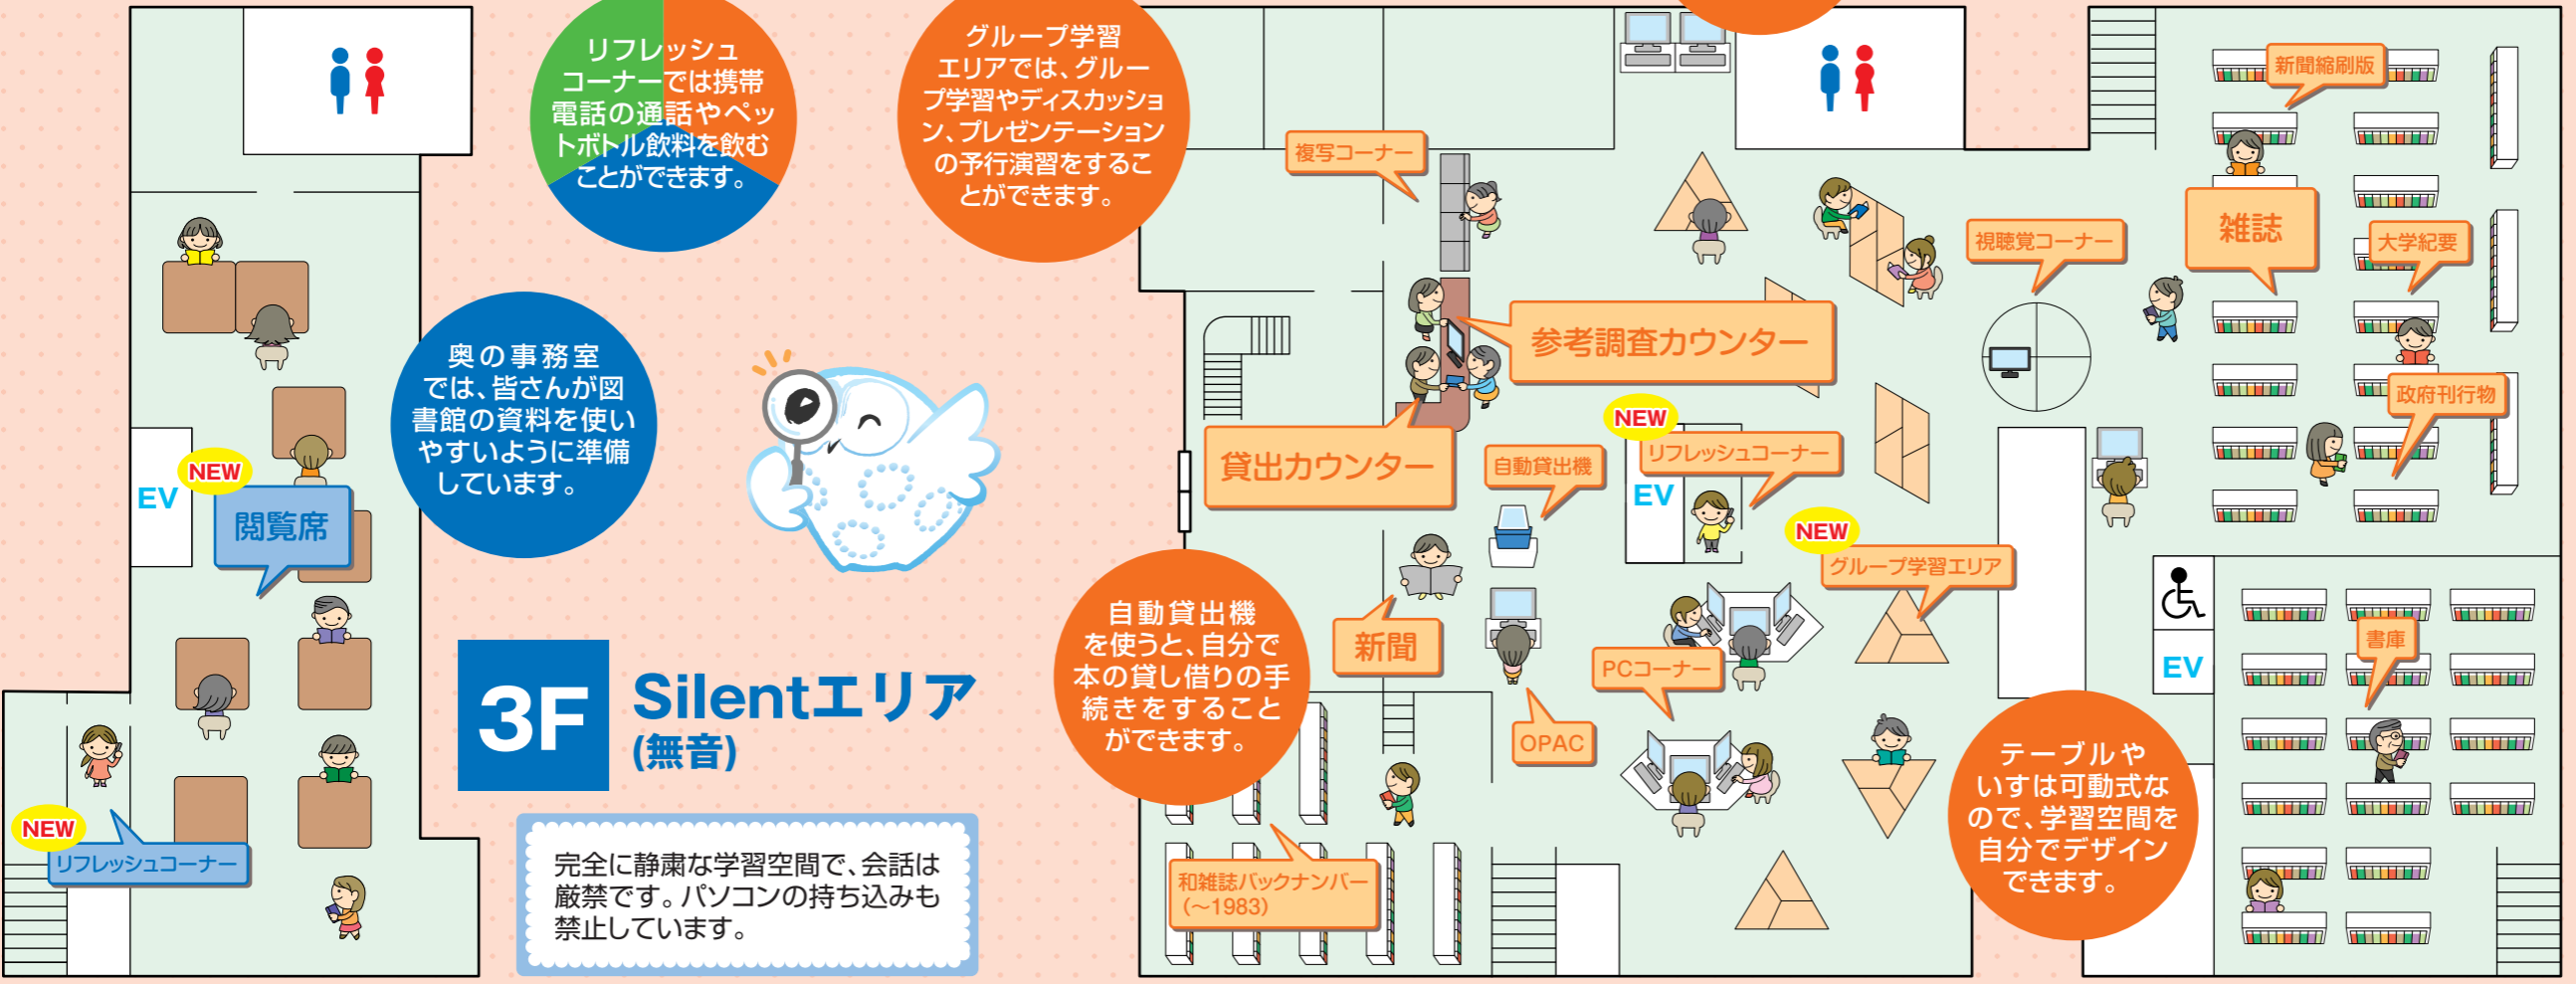 リフレッシュ
コーナーでは携帯
電話の通話やペッ
トボトル飲料を飲む
ことができます。
グループ学習
エリアでは、グルー
プ学習やディスカッショ
ン、プレゼンテーション
の予行演習をするこ
とができます。
奥の事務室
では、皆さんが図
書館の資料を使い
やすいように準備
しています。
EV
NEW
閲覧席
NEW
リフレッシュコーナー
3F
Silentエリア
(無音)
完全に静粛な学習空間で、会話は
厳禁です。パソコンの持ち込みも
禁止しています。
複写コーナー
参考調査カウンター
貸出カウンター
自動貸出機
NEW
リフレッシュコーナー
EV
NEW
グループ学習エリア
視聴覚コーナー
新聞縮刷版
雑誌
大学紀要
政府刊行物
自動貸出機
を使うと、自分で
本の貸し借りの手
続きをすること
ができます。
新聞
OPAC
PCコーナー
和雑誌バックナンバー
(～1983)
テーブルや
いすは可動式な
ので、学習空間を
自分でデザイン
できます。
EV
書庫